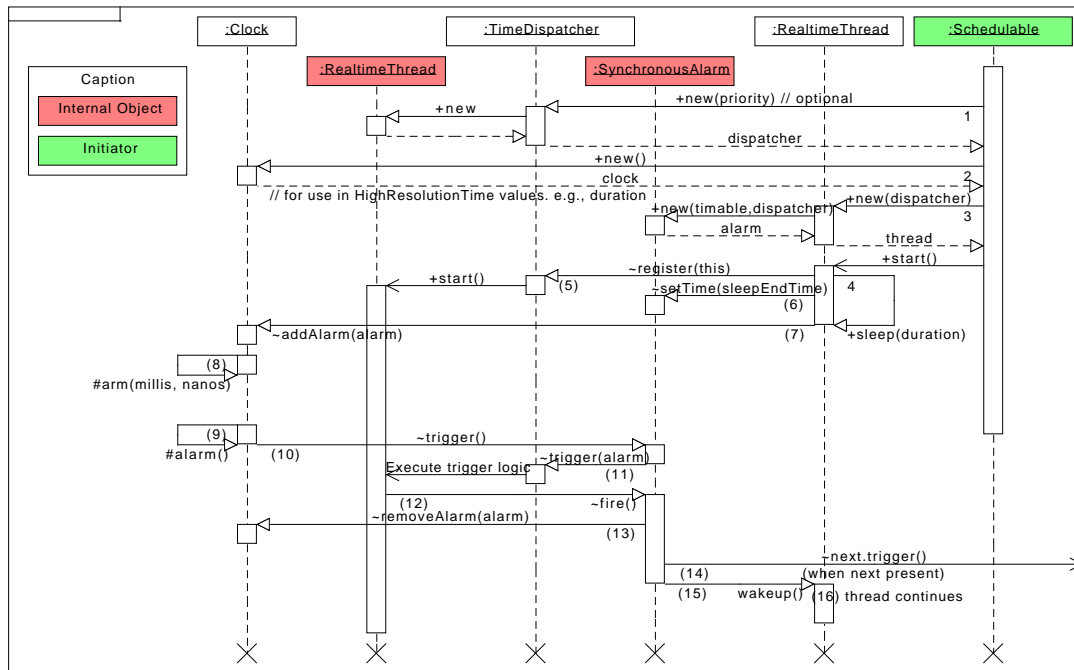 :Clock
:TimeDispatcher
:RealtimeThread
:Schedulable
:RealtimeThread
:SynchronousAlarm
Caption
Internal Object
Initiator
+new(priority) // optional
1
+new
dispatcher
+new()
2
clock
// for use in HighResolutionTime values. e.g., duration
+new(dispatcher)
3
+new(timable,dispatcher)
alarm
thread
+start()
4
~register(this)
(5)
+start()
~setTime(sleepEndTime)
(6)
~addAlarm(alarm)
(7)
+sleep(duration)
(8)
#arm(millis, nanos)
(9)
#alarm()
(10)
~trigger()
~trigger(alarm)
(11)
Execute trigger logic
(12)
~fire()
~removeAlarm(alarm)
(13)
~next.trigger()
(14)
(when next present)
(15)
wakeup()
(16) thread continues